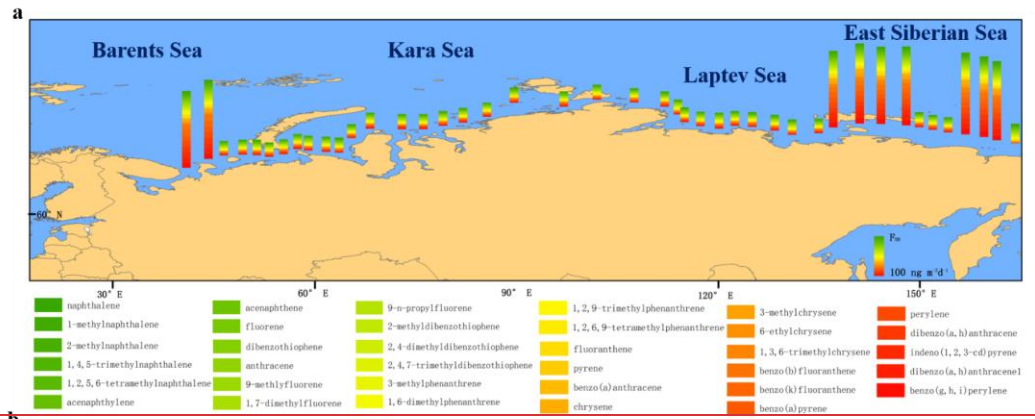 a
Barents Sea
Kara Sea
Laptev Sea
East Siberian Sea
60° N
F
100 ng m⁻²d⁻¹
30° E
60° E
90° E
120° E
150° E
naphthalene
1-methylnaphthalene
2-methylnaphthalene
1,4,5-trimethylnaphthalene
1,2,5,6-tetramethylnaphthalene
acenaphthylene
acenaphthene
fluorene
dibenzothiophene
anthracene
9-methlyfluorene
1,7-dimethylfluorene
9-n-propylfluorene
2-methyldibenzothiophene
2,4-dimethyldibenzothiophene
2,4,7-trimethyldibenzothiophene
3-methylphenanthrene
1,6-dimethylphenanthrene
1,2,9-trimethylphenanthrene
1,2,6,9-tetramethylphenanthrene
fluoranthene
pyrene
benzo(a)anthracene
chrysene
3-methylchrysene
6-ethylchrysene
1,3,6-trimethylchrysene
benzo(b)fluoranthene
benzo(k)fluoranthene
benzo(a)pyrene
perylene
dibenzo(a,h)anthracene
indeno(1,2,3-cd)pyrene
dibenzo(a,h)anthracene1
benzo(g,h,i)perylene